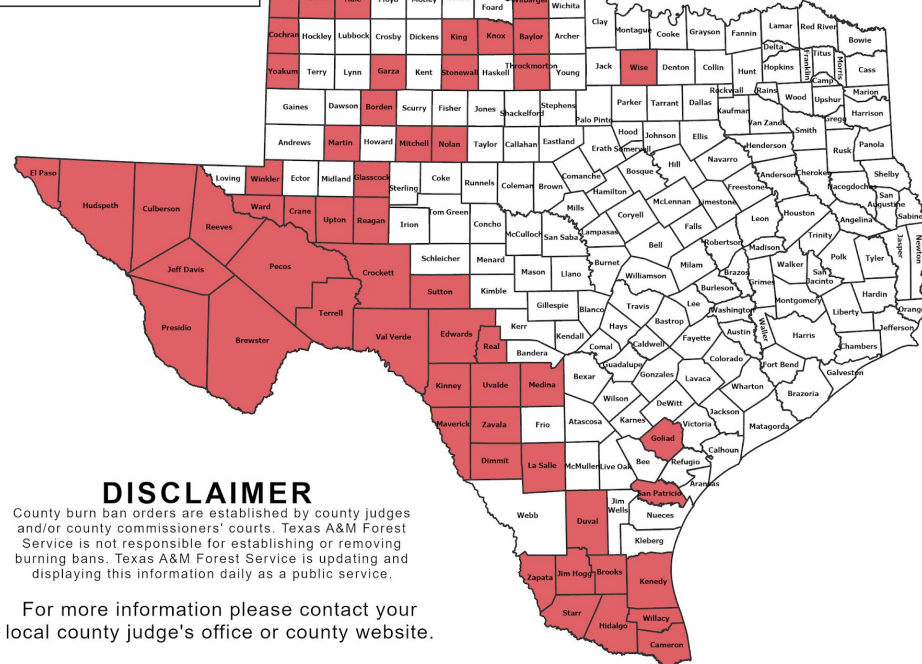 Floyd
Motley
Foard
Wichita
Cochran Hockley Lubbock Crosby Dickens King Knox Baylor Archer Clay Montague Cooke Grayson Fannin Lamar Red River Bowie
Delta Titus
Franklin
Morris
Cass
Yoakum Terry Lynn Garza Kent Stonewall Haskell Throckmorton Young Jack Wise Denton Collin Hunt Hopkins
Camp
Marion
Gaines Dawson Borden Scurry Fisher Jones Shackelford Stephens Palo Pinto Parker Tarrant Dallas Rockwall Kaufman Rains Wood Upshur Harrison
Gregg
Van Zandt Smith
Andrews Martin Howard Mitchell Nolan Taylor Callahan Eastland Erath Hood Somervell Johnson Ellis Henderson Rusk Panola
El Paso Hudspeth Culberson Reeves Loving Winkler Ector Midland Glasscock Sterling Coke Runnels Coleman Brown Comanche Hamilton Bosque Hill Navarro Freestone Anderson Cherokee Nacogdoches Shelby
San Augustine
Sabine
Ward Crane Upton Reagan Irion Tom Green Concho McCulloch San Saba Mills Lampasas Coryell McLennan Limestone Falls Leon Houston Angelina
Trinity
Jasper
Newton
Jeff Davis Pecos Crockett Schleicher Menard Mason Llano Burnet Bell Milam Robertson Madison Walker Polk Tyler
San Jacinto
Presidio Brewster Terrell Sutton Kimble Gillespie Blanco Williamson Travis Lee Burleson Brazos Grimes Montgomery Liberty Hardin
Orange
Jefferson
Val Verde Edwards Real Kerr Kendall Bandera Comal Hays Caldwell Bastrop Fayette Washington Austin Waller Harris Chambers
Galveston
Kinney Uvalde Medina Bexar Guadalupe Gonzales Lavaca Colorado Wharton Fort Bend Brazoria
Maverick Zavala Frio Atascosa Wilson Karnes DeWitt Victoria Jackson Matagorda
Goliad
Calhoun
Dimmit La Salle McMullen Live Oak Bee Refugio Aransas
San Patricio
Webb Duval Jim Wells Nueces
Kleberg
Zapata Jim Hogg Brooks Kenedy
Starr Hidalgo Willacy
Cameron
DISCLAIMER
County burn ban orders are established by county judges
and/or county commissioners' courts. Texas A&M Forest
Service is not responsible for establishing or removing
burning bans. Texas A&M Forest Service is updating and
displaying this information daily as a public service.
For more information please contact your
local county judge's office or county website.